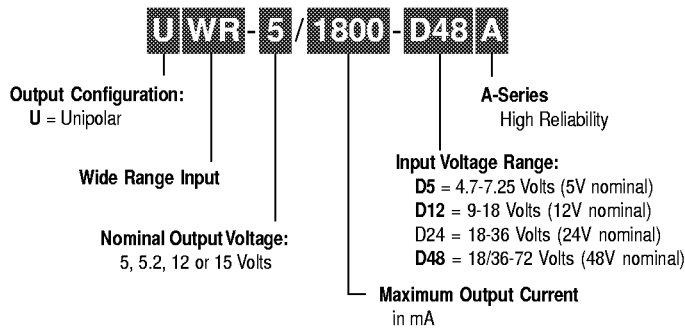 U WR - 5 / 1800 - D48 A
Output Configuration:
U = Unipolar
Wide Range Input
Nominal Output Voltage:
5, 5.2, 12 or 15 Volts
A-Series
High Reliability
Input Voltage Range:
D5 = 4.7-7.25 Volts (5V nominal)
D12 = 9-18 Volts (12V nominal)
D24 = 18-36 Volts (24V nominal)
D48 = 18/36-72 Volts (48V nominal)
Maximum Output Current
in mA